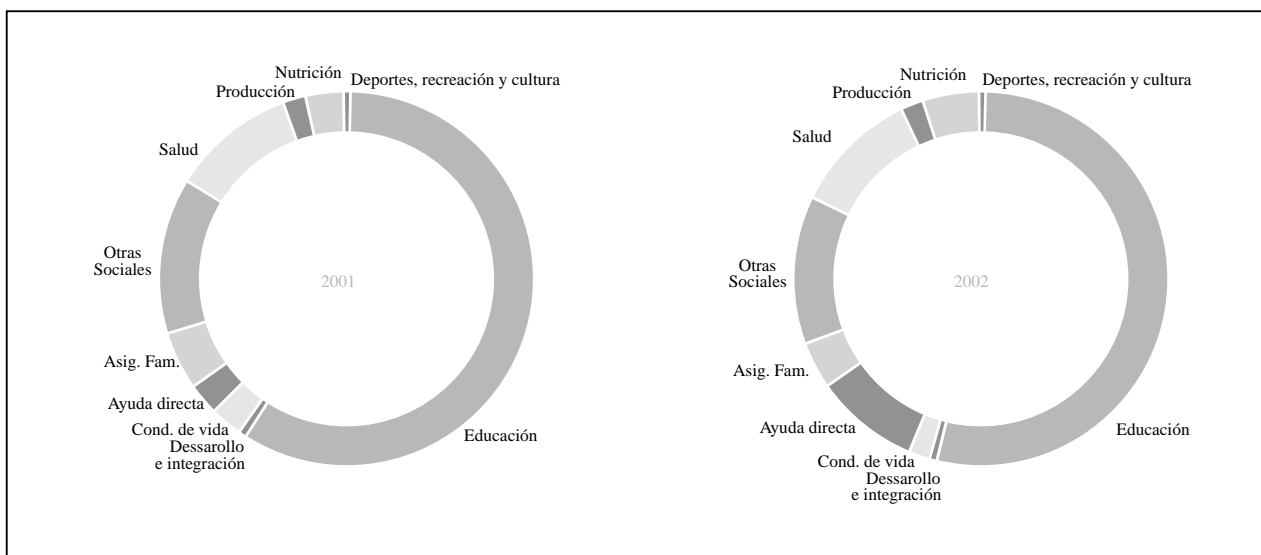 Nutrición
Deportes, recreación y cultura
Producción
Salud
Otras
Sociales
2001
Asig. Fam.
Ayuda directa
Cond. de vida
Dessarollo
e integración
Educación
Nutrición
Deportes, recreación y cultura
Producción
Salud
Otras
Sociales
2002
Asig. Fam.
Ayuda directa
Cond. de vida
Dessarollo
e integración
Educación